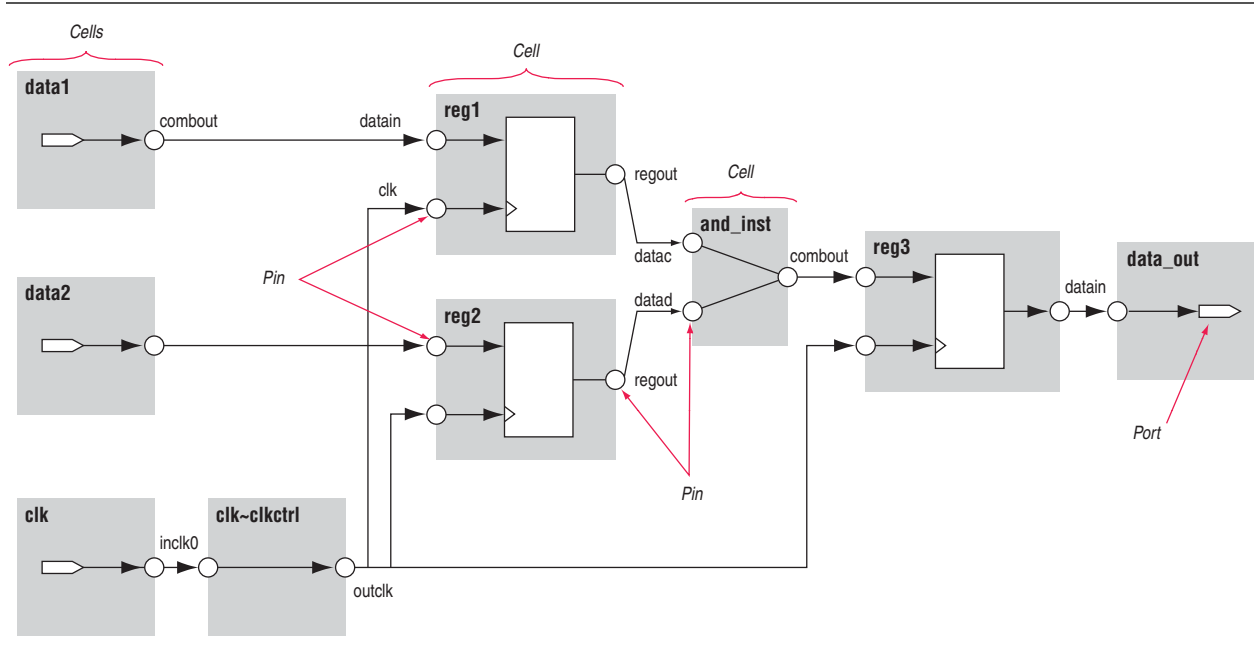 Cells
Cell
data1
reg1
combout
datain
regout
clk
Cell
and_inst
datac
combout
reg3
data_out
Pin
data2
datad
datain
reg2
regout
Port
Pin
clk
clk~clkctrl
inclk0
outclk